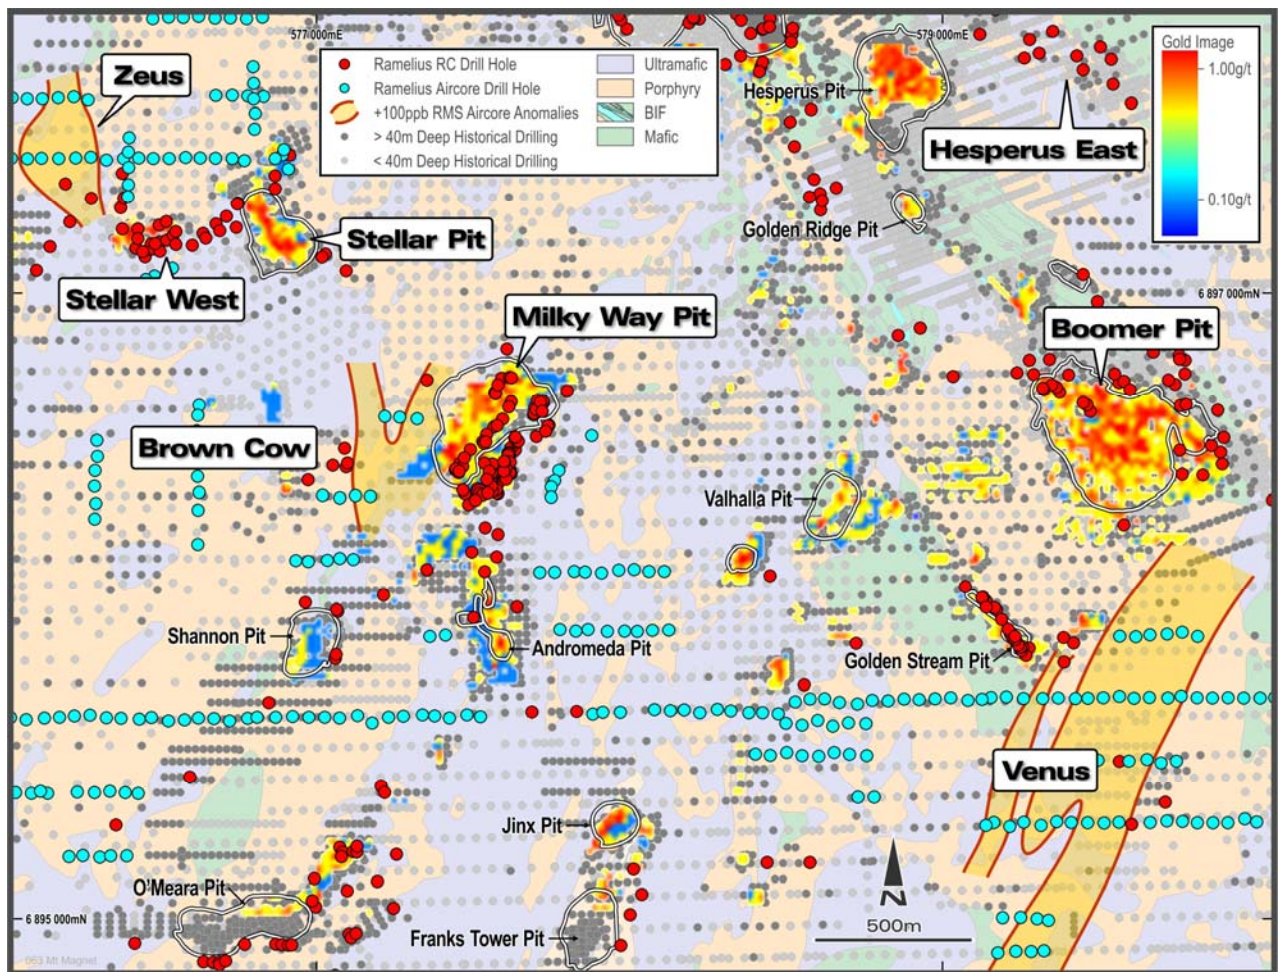 577 000mE
579 000mE
Zeus
Ramelius RC Drill Hole
Ramelius Aircore Drill Hole
+100ppb RMS Aircore Anomalies
> 40m Deep Historical Drilling
< 40m Deep Historical Drilling
Ultramafic
Porphyry
BIF
Mafic
Gold Image
1.00g/t
0.10g/t
Hesperus Pit
Hesperus East
Golden Ridge Pit
Stellar Pit
Stellar West
6 897 000mN
Milky Way Pit
Boomer Pit
Brown Cow
Valhalla Pit
Shannon Pit
Andromeda Pit
Golden Stream Pit
Venus
Jinx Pit
O'Meara Pit
6 895 000mN
Franks Tower Pit
N
500m
063 Mt Magnet